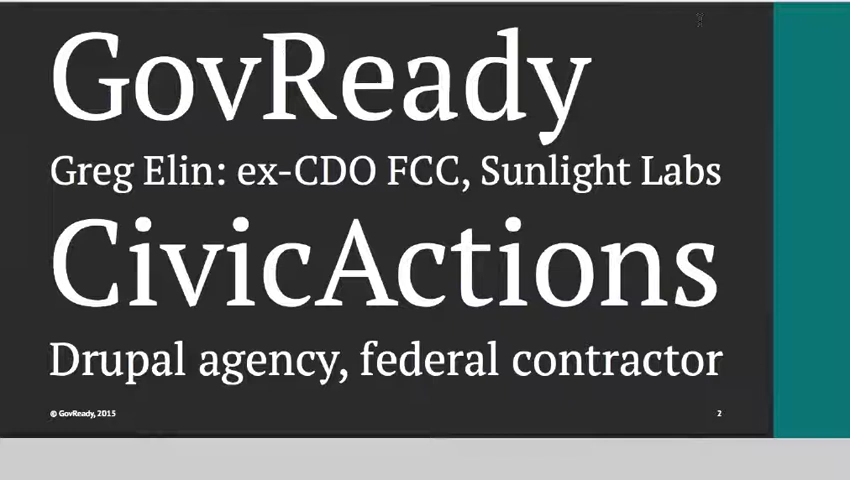 GovReady
Greg Elin: ex-CDO FCC, Sunlight Labs
CivicActions
Drupal agency, federal contractor
© GovReady, 2015
2